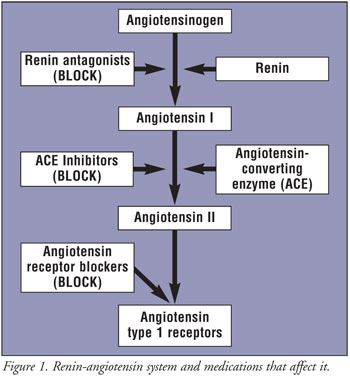 Angiotensinogen
Renin antagonists
(BLOCK)
Renin
Angiotensin I
ACE Inhibitors
(BLOCK)
Angiotensin-
converting
enzyme (ACE)
Angiotensin II
Angiotensin
receptor blockers
(BLOCK)
Angiotensin
type 1 receptors
Figure 1. Renin-angiotensin system and medications that affect it.